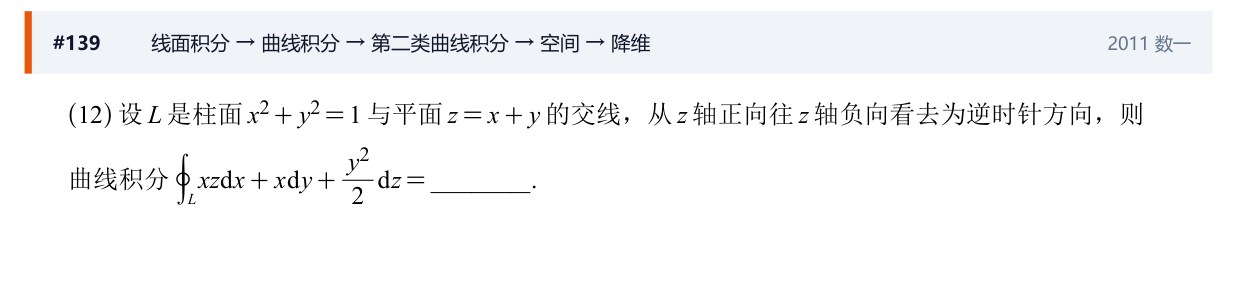 #139 线面积分 → 曲线积分 → 第二类曲线积分 → 空间 → 降维 2011 数一
(12) 设 L 是柱面 x² + y² = 1 与平面 z = x + y 的交线，从 z 轴正向往 z 轴负向看去为逆时针方向，则
曲线积分 ∮_L xzdx + xdy + y²/2 dz = ________.